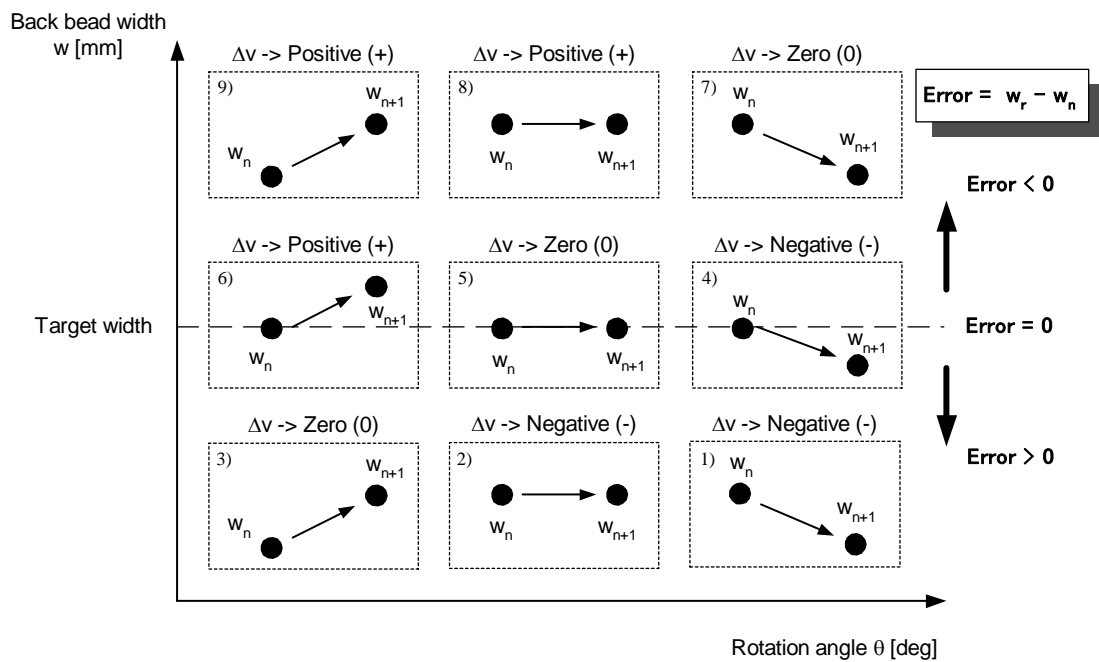 Back bead width
w [mm]
Δv -> Positive (+)
Δv -> Positive (+)
Δv -> Zero (0)
9)
w_{n+1}
w_n
8)
w_n
w_{n+1}
7)
w_n
w_{n+1}
Error = w_r − w_n
Error < 0
Δv -> Positive (+)
Δv -> Zero (0)
Δv -> Negative (-)
6)
w_{n+1}
w_n
5)
w_n
w_{n+1}
4)
w_n
w_{n+1}
Target width
Error = 0
Δv -> Zero (0)
Δv -> Negative (-)
Δv -> Negative (-)
3)
w_{n+1}
w_n
2)
w_n
w_{n+1}
1)
w_n
w_{n+1}
Error > 0
Rotation angle θ [deg]